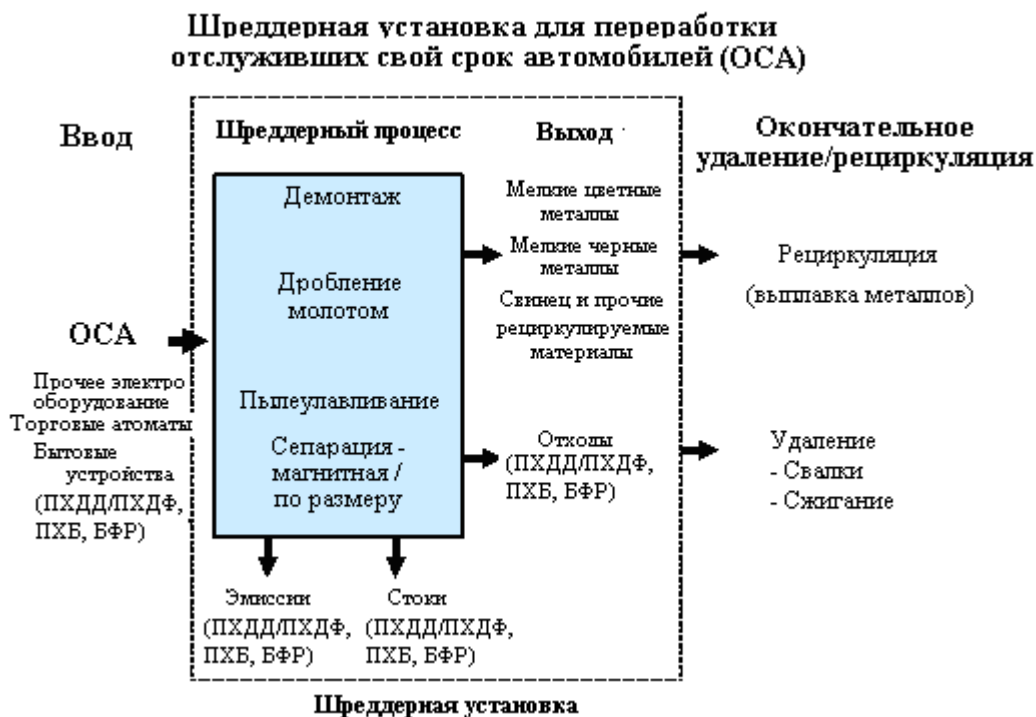 Шреддерная установка для переработки
отслуживших свой срок автомобилей (ОСА)
Ввод
Шреддерный процесс
Выход
Окончательное
удаление/рециркуляция
Демонтаж
Дробление
молотом
Пылеулавливание
Сепарация -
магнитная /
по размеру
ОСА
Прочее электро
оборудование
Торговые атоматы
Бытовые
устройства
(ПХДД/ПХДФ,
ПХБ, БФР)
Мелкие цветные
металлы
Мелкие черные
металлы
Свинец и прочие
рециркулируемые
материалы
Отходы
(ПХДД/ПХДФ,
ПХБ, БФР)
Рециркуляция
(выплавка металлов)
Удаление
- Свалки
- Сжигание
Эмиссии
(ПХДД/ПХДФ,
ПХБ, БФР)
Стоки
(ПХДД/ПХДФ,
ПХБ, БФР)
Шреддерная установка